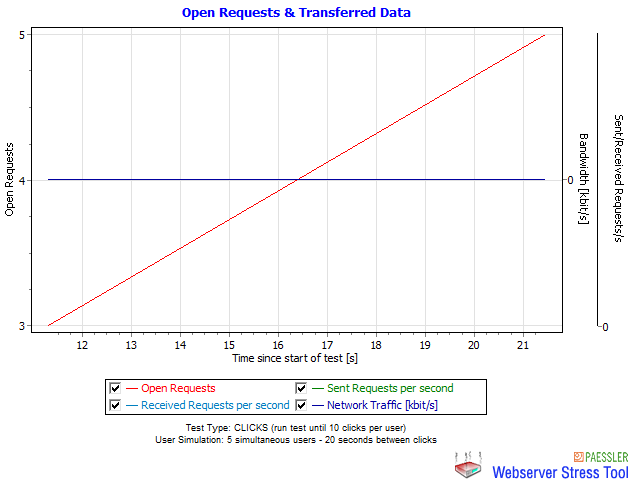 Open Requests & Transferred Data
5
4
3
Open Requests
0
Bandwidth [kbit/s]
0
Sent/Received Requests/s
12 13 14 15 16 17 18 19 20 21
Time since start of test [s]
Open Requests Sent Requests per second
Received Requests per second Network Traffic [kbit/s]
Test Type: CLICKS (run test until 10 clicks per user)
User Simulation: 5 simultaneous users - 20 seconds between clicks
PAESSLER
Webserver Stress Tool